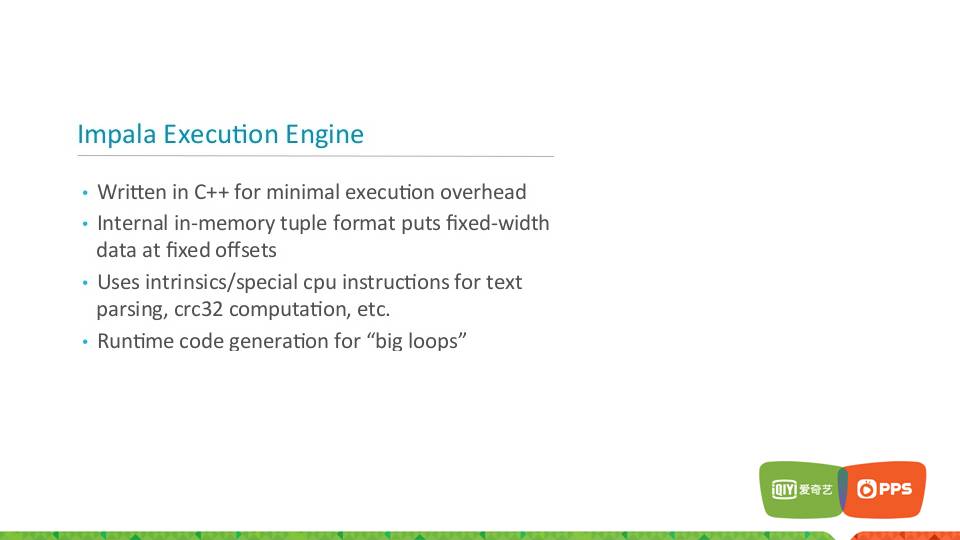 Impala Execution Engine
• Written in C++ for minimal execution overhead
• Internal in-memory tuple format puts fixed-width
data at fixed offsets
• Uses intrinsics/special cpu instructions for text
parsing, crc32 computation, etc.
• Runtime code generation for “big loops”
iQIYI 爱奇艺 PPS